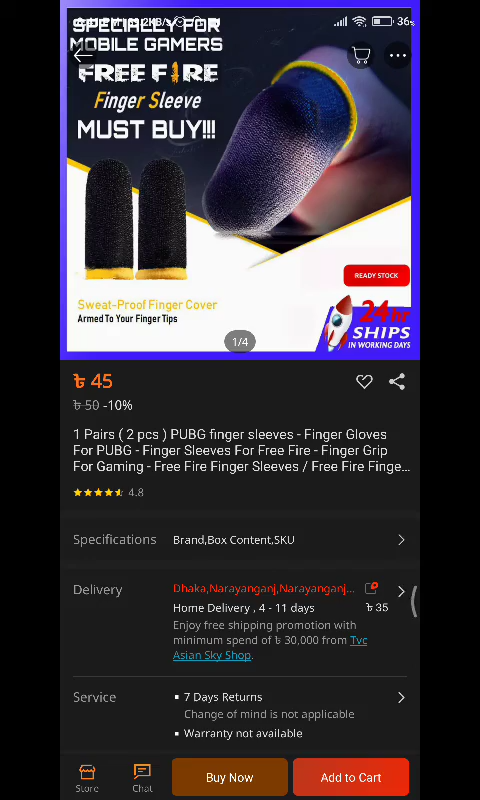 36%
SPECIALLY FOR
MOBILE GAMERS
FREE FIRE
Finger Sleeve
MUST BUY!!!
READY STOCK
Sweat-Proof Finger Cover
Armed To Your Finger Tips
24hr
SHIPS
IN WORKING DAYS
1/4
৳ 45
৳ 50 -10%
1 Pairs ( 2 pcs ) PUBG finger sleeves - Finger Gloves
For PUBG - Finger Sleeves For Free Fire - Finger Grip
For Gaming - Free Fire Finger Sleeves / Free Fire Finge...
4.8
Specifications Brand,Box Content,SKU
Delivery Dhaka,Narayanganj,Narayanganj...
Home Delivery , 4 - 11 days ৳ 35
Enjoy free shipping promotion with
minimum spend of ৳ 30,000 from Tvc
Asian Sky Shop.
Service ▪ 7 Days Returns
Change of mind is not applicable
▪ Warranty not available
Store
Chat
Buy Now
Add to Cart